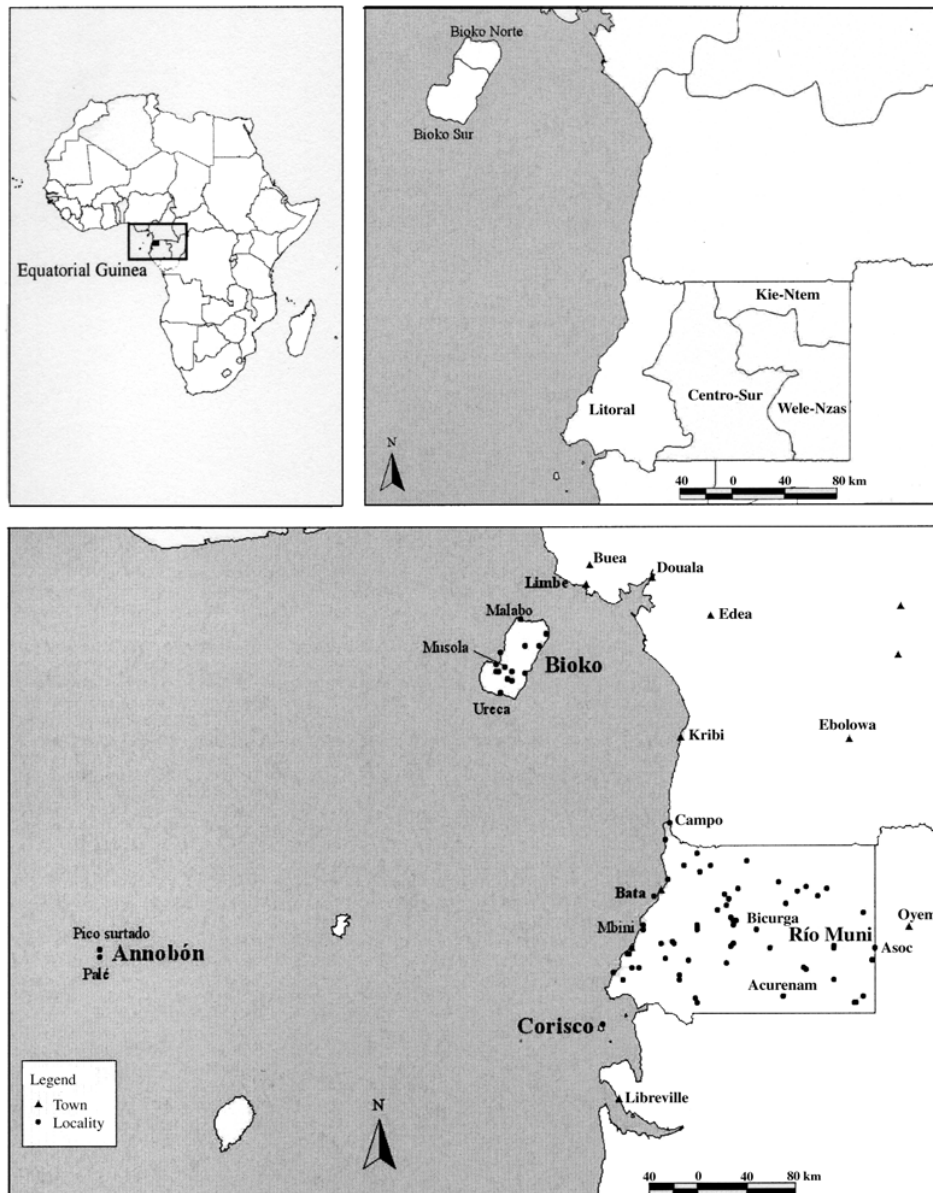 Equatorial Guinea
Bioko Norte
Bioko Sur
Kie-Ntem
Litoral
Centro-Sur
Wele-Nzas
N
40 0 40 80 km
Buea
Douala
Limbe
Malabo
Edea
Musola
Bioko
Ureca
Kribi
Ebolowa
Campo
Bata
Mbini
Bicurga
Oyem
Río Muni
Asoc
Pico surtado
Annobón
Palé
Acurenam
Corisco
Legend
Town
Locality
N
Libreville
40 0 40 80 km